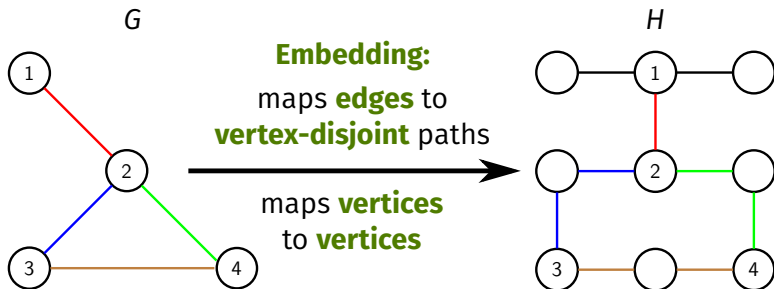 G
H
Embedding:
maps edges to
vertex-disjoint paths
maps vertices
to vertices
1
2
3
4
1
2
3
4